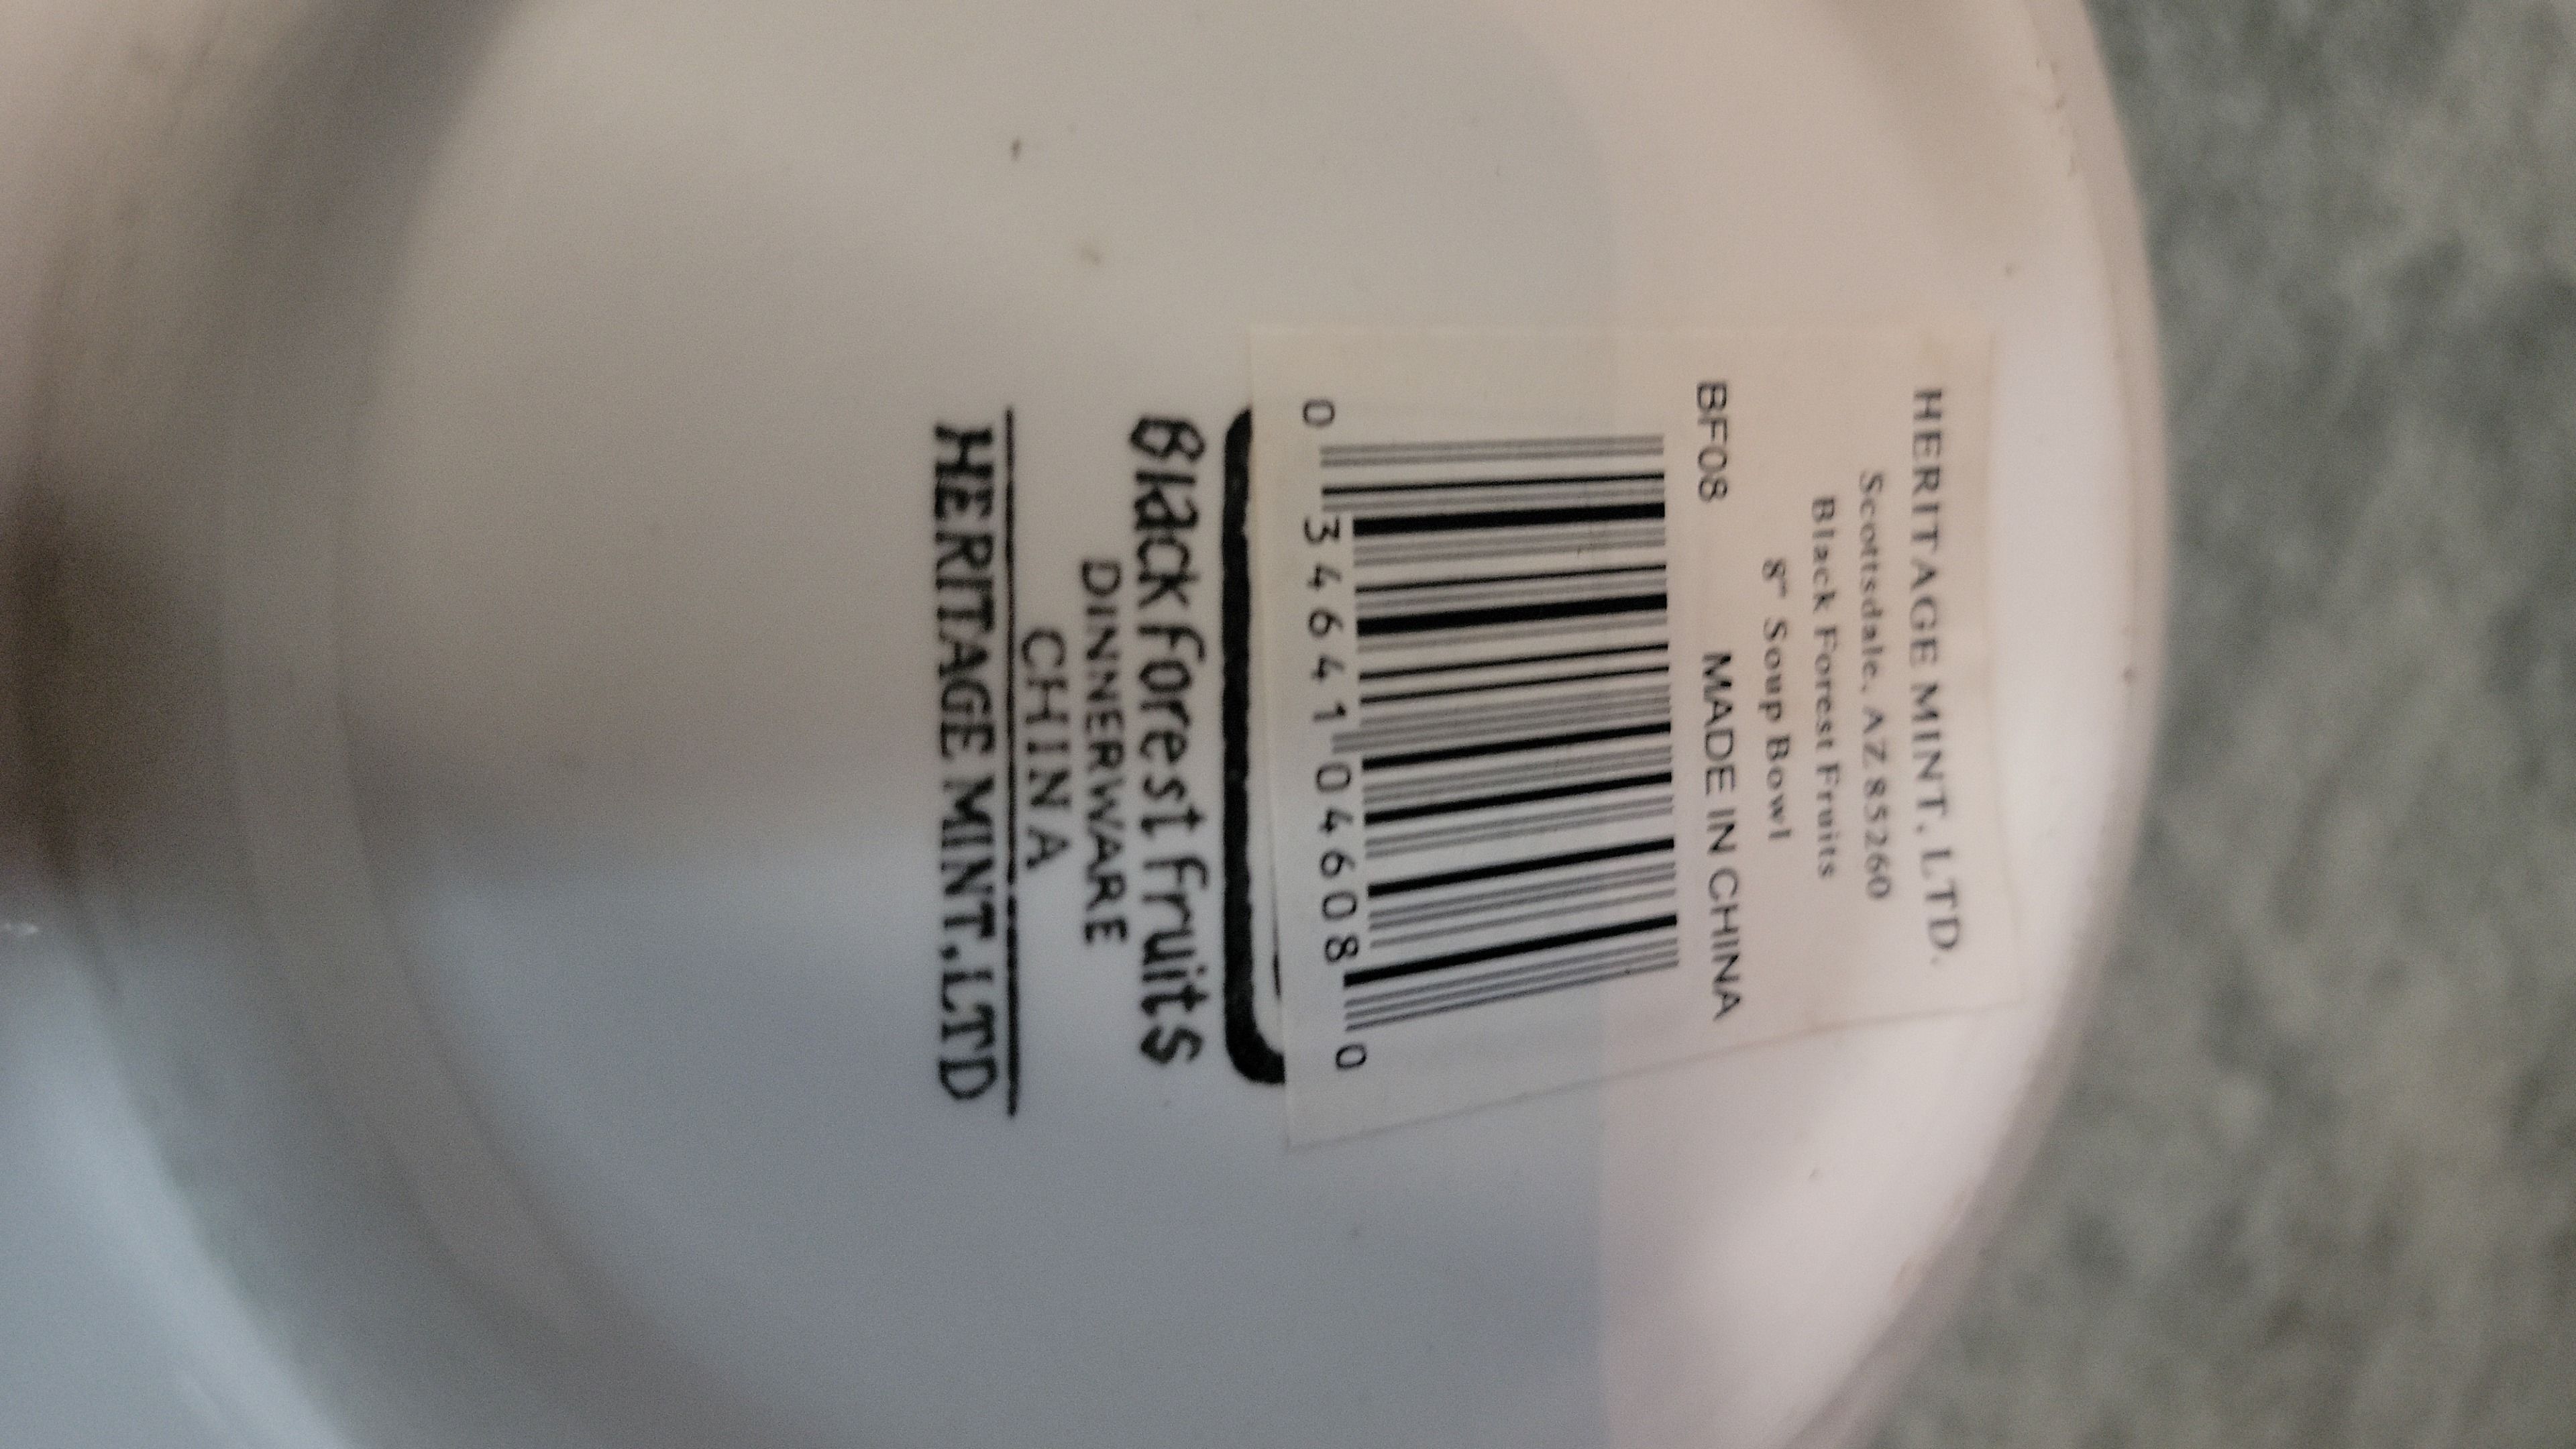 HERITAGE MINT, LTD.
Scottsdale, AZ 85260
Black Forest Fruits
8" Soup Bowl
BF08 MADE IN CHINA
0 34641 04608 0
Black Forest Fruits
DINNERWARE
CHINA
HERITAGE MINT,LTD